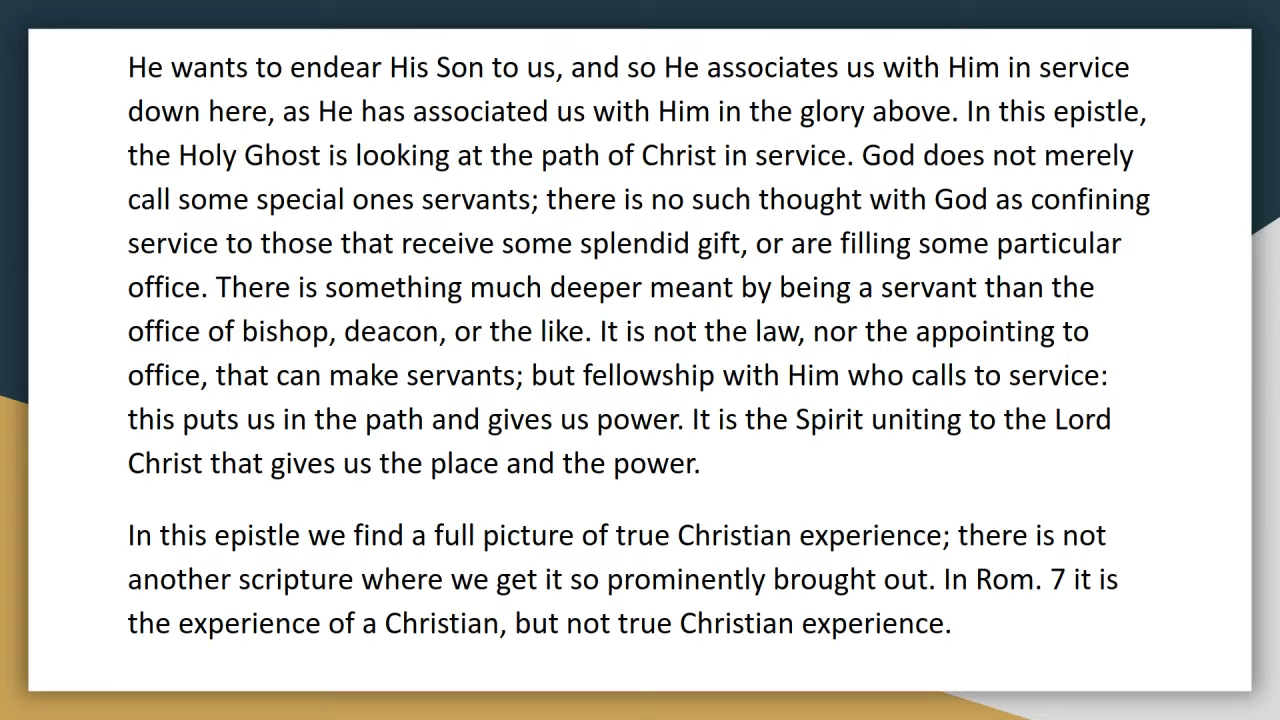 He wants to endear His Son to us, and so He associates us with Him in service
down here, as He has associated us with Him in the glory above. In this epistle,
the Holy Ghost is looking at the path of Christ in service. God does not merely
call some special ones servants; there is no such thought with God as confining
service to those that receive some splendid gift, or are filling some particular
office. There is something much deeper meant by being a servant than the
office of bishop, deacon, or the like. It is not the law, nor the appointing to
office, that can make servants; but fellowship with Him who calls to service:
this puts us in the path and gives us power. It is the Spirit uniting to the Lord
Christ that gives us the place and the power.
In this epistle we find a full picture of true Christian experience; there is not
another scripture where we get it so prominently brought out. In Rom. 7 it is
the experience of a Christian, but not true Christian experience.